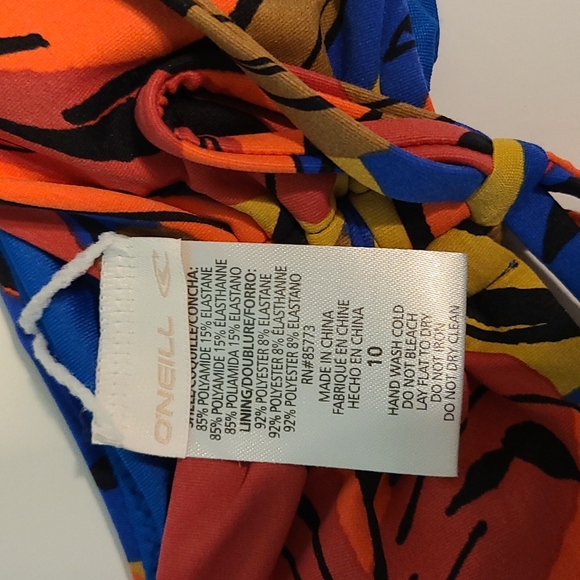 ONEILL
SHELL/COQUILLE/CONCHA:
85% POLYAMIDE 15% ELASTANE
85% POLYAMIDE 15% ÉLASTHANNE
85% POLIAMIDA 15% ELASTANO
LINING/DOUBLURE/FORRO:
92% POLYESTER 8% ELASTANE
92% POLYESTER 8% ÉLASTHANNE
92% POLYESTER 8% ELASTANO
RN#85773
MADE IN CHINA
FABRIQUE EN CHINE
HECHO EN CHINA
10
HAND WASH COLD
DO NOT BLEACH
LAY FLAT TO DRY
DO NOT IRON
DO NOT DRY CLEAN